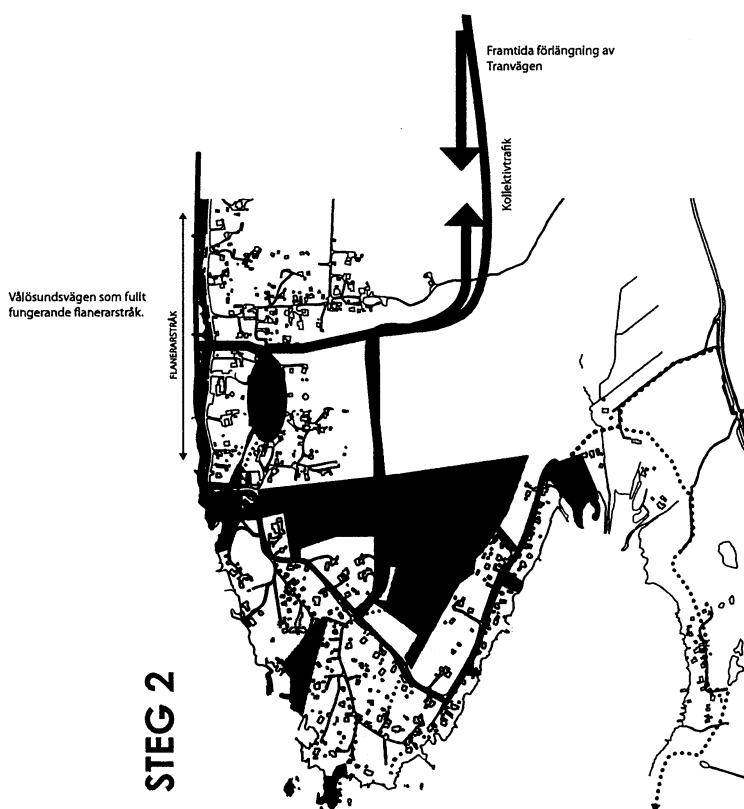 Framtida förlängning av
Tranvägen
Kollektivtrafik
Vålösundsvägen som fullt
fungerande flanerarstråk.
FLANERARSTRÅK
STEG 2